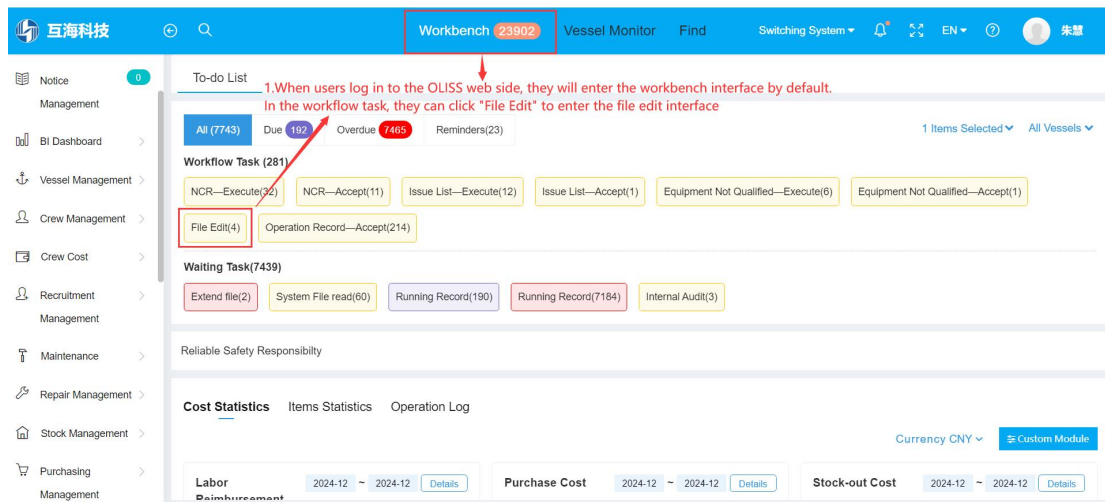 互海科技
Workbench 23902
Vessel Monitor
Find
Switching System
EN
朱慧
Notice Management
0
BI Dashboard
Vessel Management
Crew Management
Crew Cost
Recruitment Management
Maintenance
Repair Management
Stock Management
Purchasing Management
To-do List
1.When users log in to the OLISS web side, they will enter the workbench interface by default.
In the workflow task, they can click "File Edit" to enter the file edit interface
All (7743)
Due 192
Overdue 7465
Reminders(23)
1 Items Selected
All Vessels
Workflow Task (281)
NCR—Execute(32)
NCR—Accept(11)
Issue List—Execute(12)
Issue List—Accept(1)
Equipment Not Qualified—Execute(6)
Equipment Not Qualified—Accept(1)
File Edit(4)
Operation Record—Accept(214)
Waiting Task(7439)
Extend file(2)
System File read(60)
Running Record(190)
Running Record(7184)
Internal Audit(3)
Reliable Safety Responsibilty
Cost Statistics
Items Statistics
Operation Log
Currency CNY
Custom Module
Labor Reimbursement
2024-12 ~ 2024-12 Details
Purchase Cost
2024-12 ~ 2024-12 Details
Stock-out Cost
2024-12 ~ 2024-12 Details